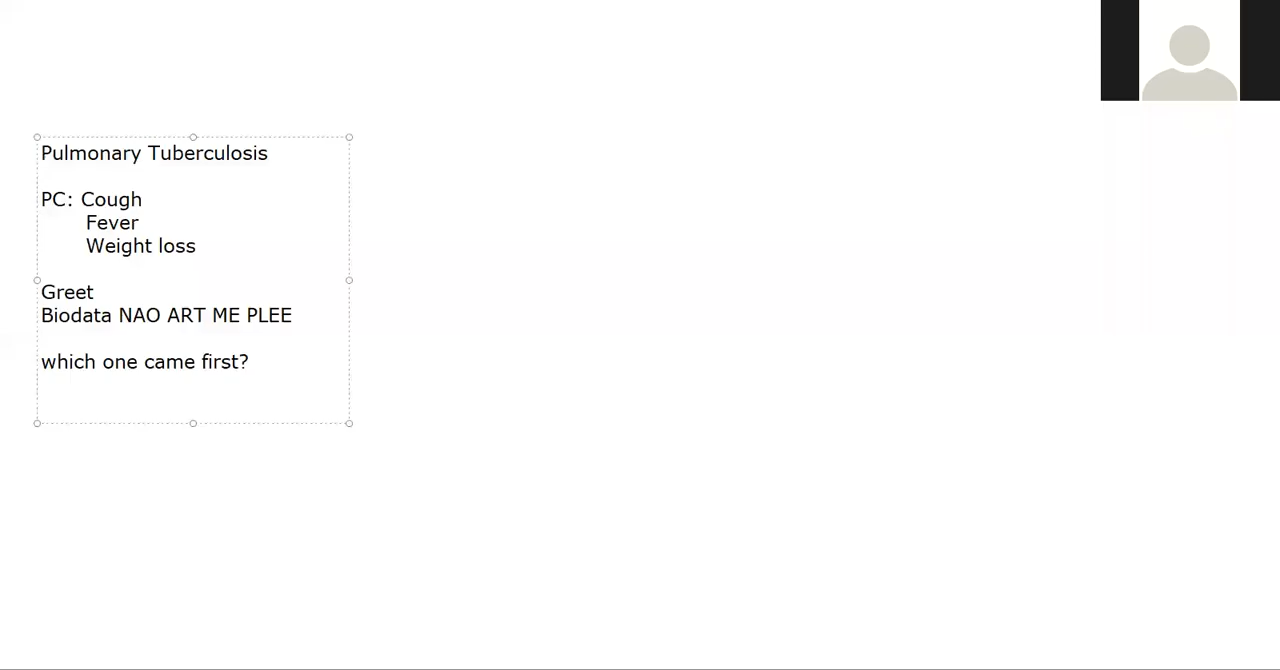 Pulmonary Tuberculosis
PC: Cough
Fever
Weight loss
Greet
Biodata NAO ART ME PLEE
which one came first?